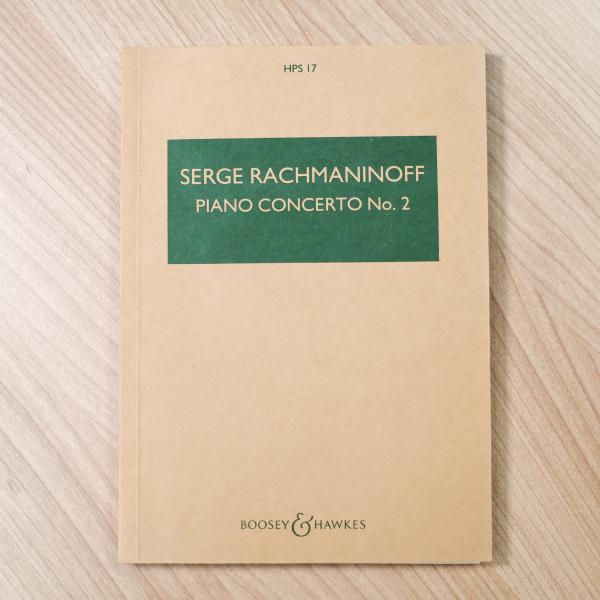 HPS 17
SERGE RACHMANINOFF
PIANO CONCERTO No. 2
BOOSEY & HAWKES